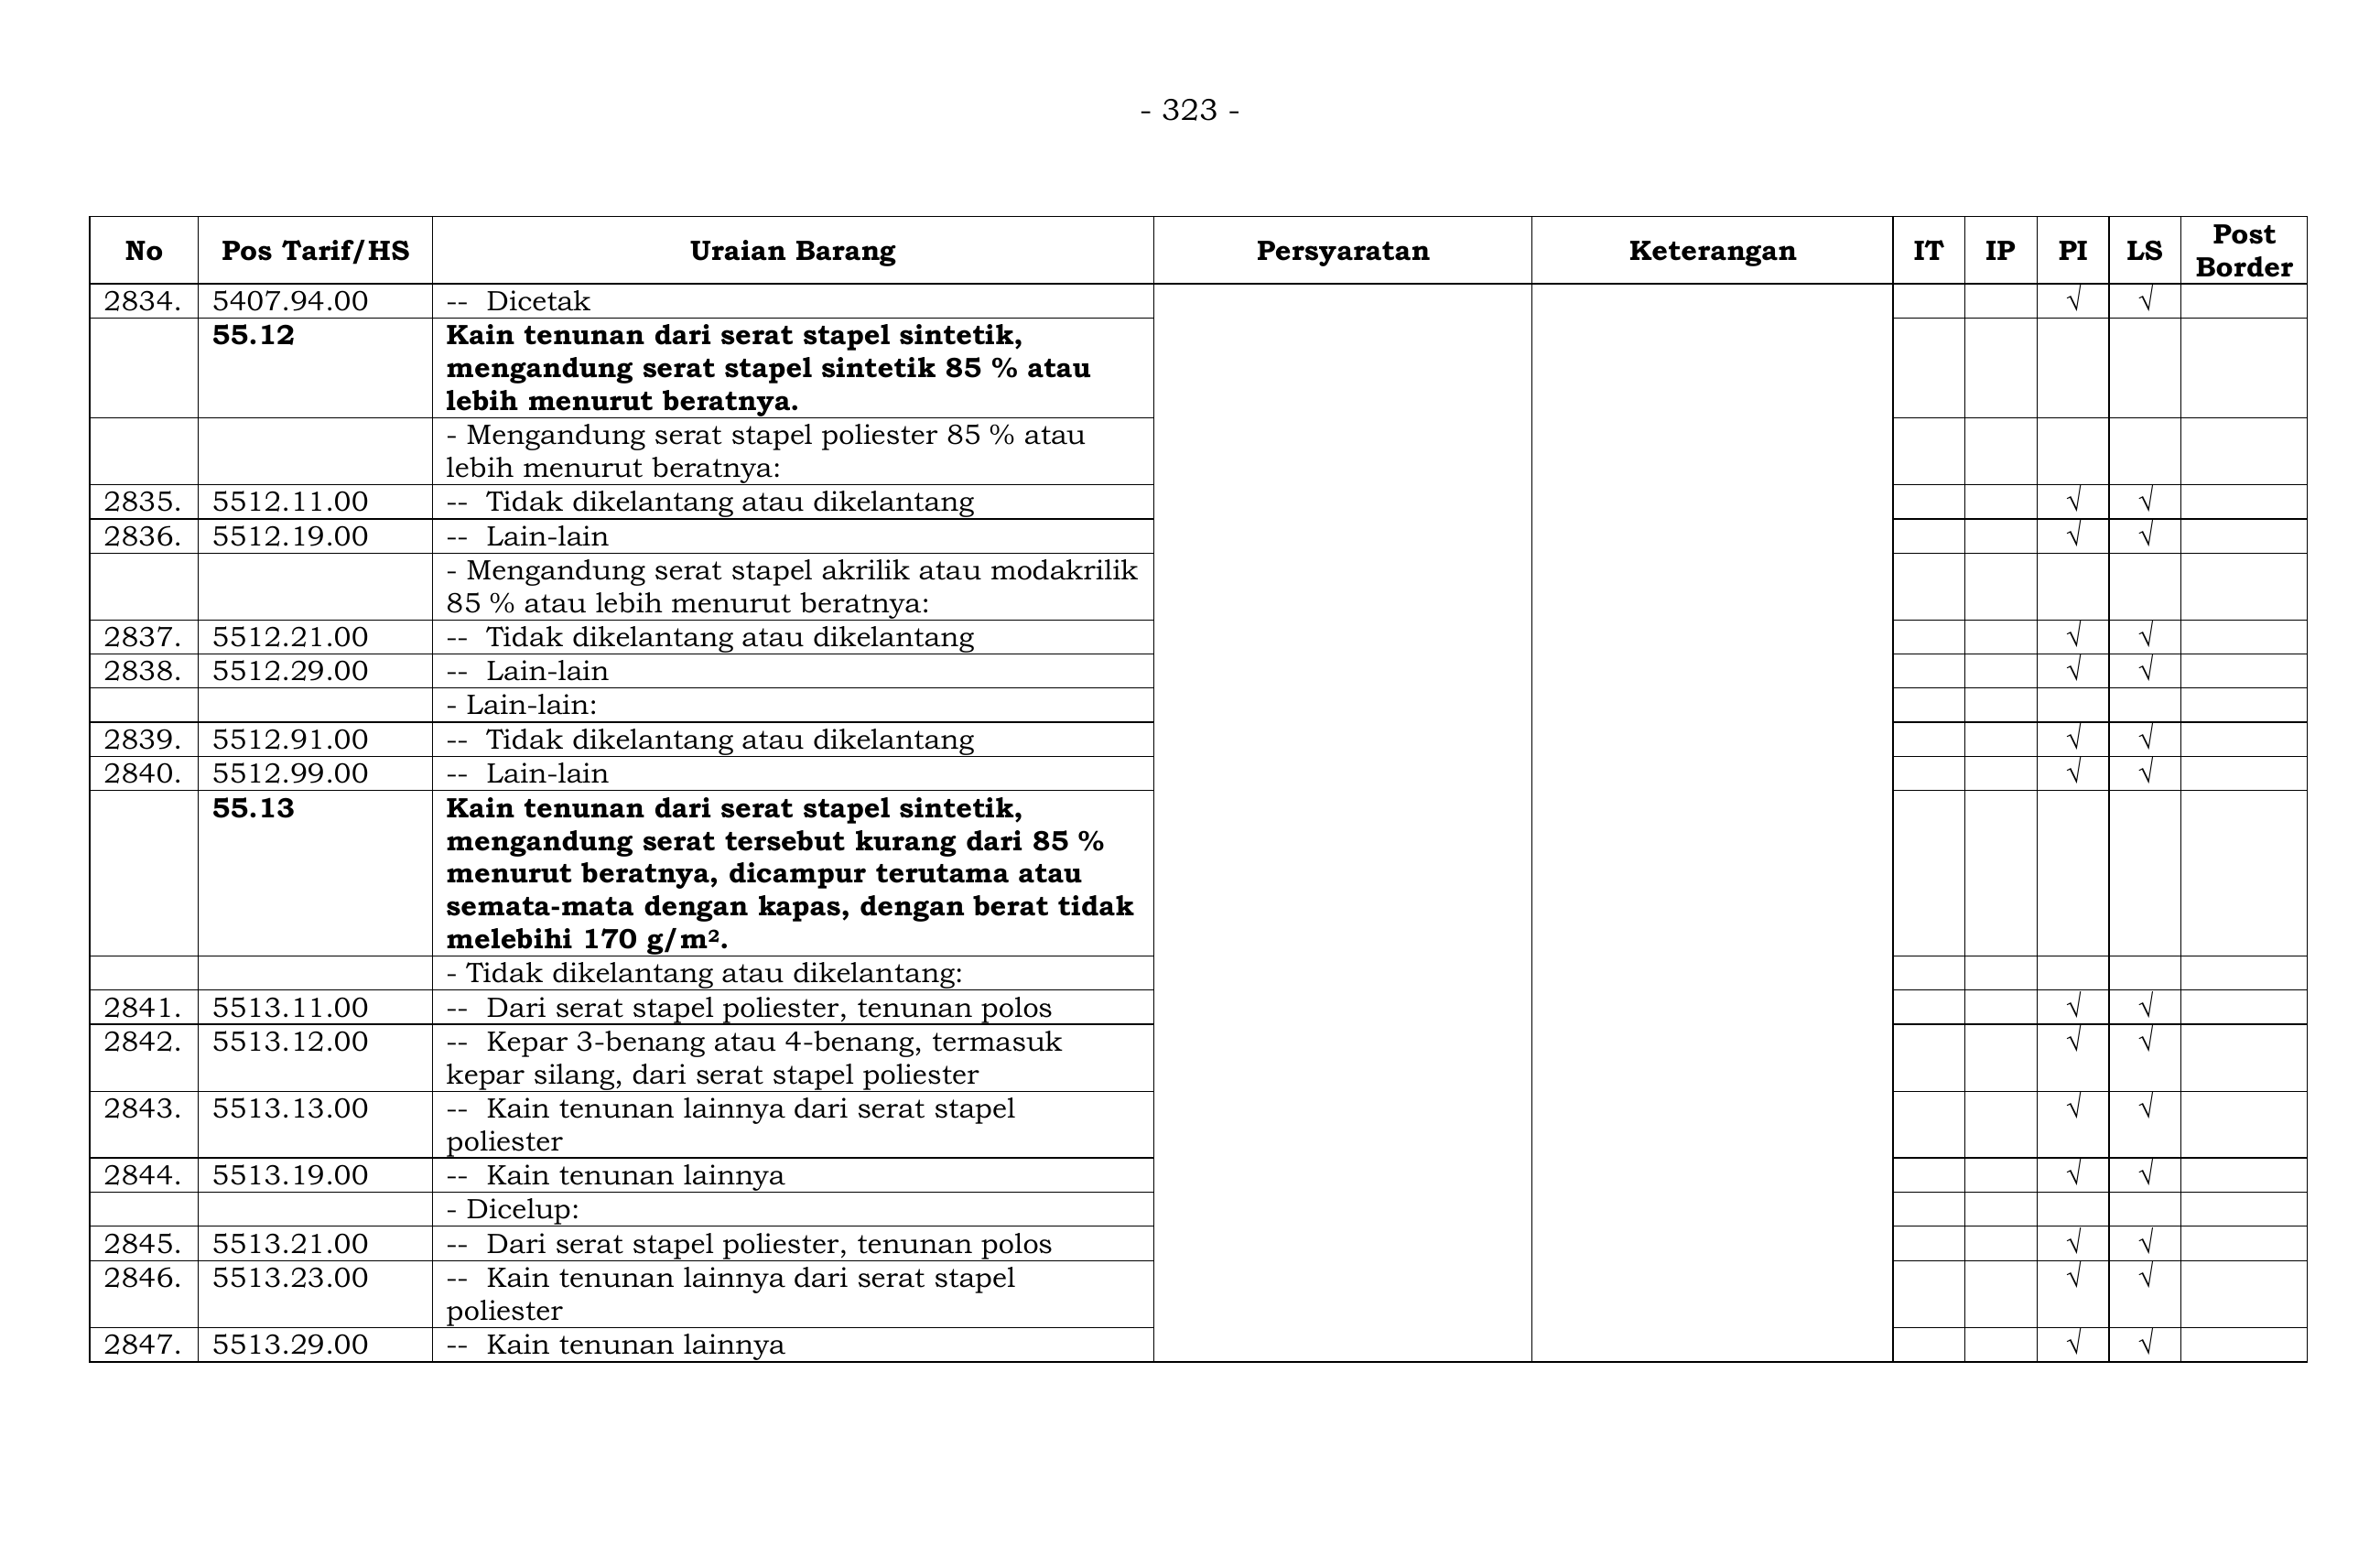 - 323 -
No Pos Tarif/HS Uraian Barang Persyaratan Keterangan IT IP PI LS Post Border
2834. 5407.94.00 -- Dicetak √ √
55.12 Kain tenunan dari serat stapel sintetik,
mengandung serat stapel sintetik 85 % atau
lebih menurut beratnya.
- Mengandung serat stapel poliester 85 % atau
lebih menurut beratnya:
2835. 5512.11.00 -- Tidak dikelantang atau dikelantang √ √
2836. 5512.19.00 -- Lain-lain √ √
- Mengandung serat stapel akrilik atau modakrilik
85 % atau lebih menurut beratnya:
2837. 5512.21.00 -- Tidak dikelantang atau dikelantang √ √
2838. 5512.29.00 -- Lain-lain √ √
- Lain-lain:
2839. 5512.91.00 -- Tidak dikelantang atau dikelantang √ √
2840. 5512.99.00 -- Lain-lain √ √
55.13 Kain tenunan dari serat stapel sintetik,
mengandung serat tersebut kurang dari 85 %
menurut beratnya, dicampur terutama atau
semata-mata dengan kapas, dengan berat tidak
melebihi 170 g/m².
- Tidak dikelantang atau dikelantang:
2841. 5513.11.00 -- Dari serat stapel poliester, tenunan polos √ √
2842. 5513.12.00 -- Kepar 3-benang atau 4-benang, termasuk √ √
kepar silang, dari serat stapel poliester
2843. 5513.13.00 -- Kain tenunan lainnya dari serat stapel √ √
poliester
2844. 5513.19.00 -- Kain tenunan lainnya √ √
- Dicelup:
2845. 5513.21.00 -- Dari serat stapel poliester, tenunan polos √ √
2846. 5513.23.00 -- Kain tenunan lainnya dari serat stapel √ √
poliester
2847. 5513.29.00 -- Kain tenunan lainnya √ √